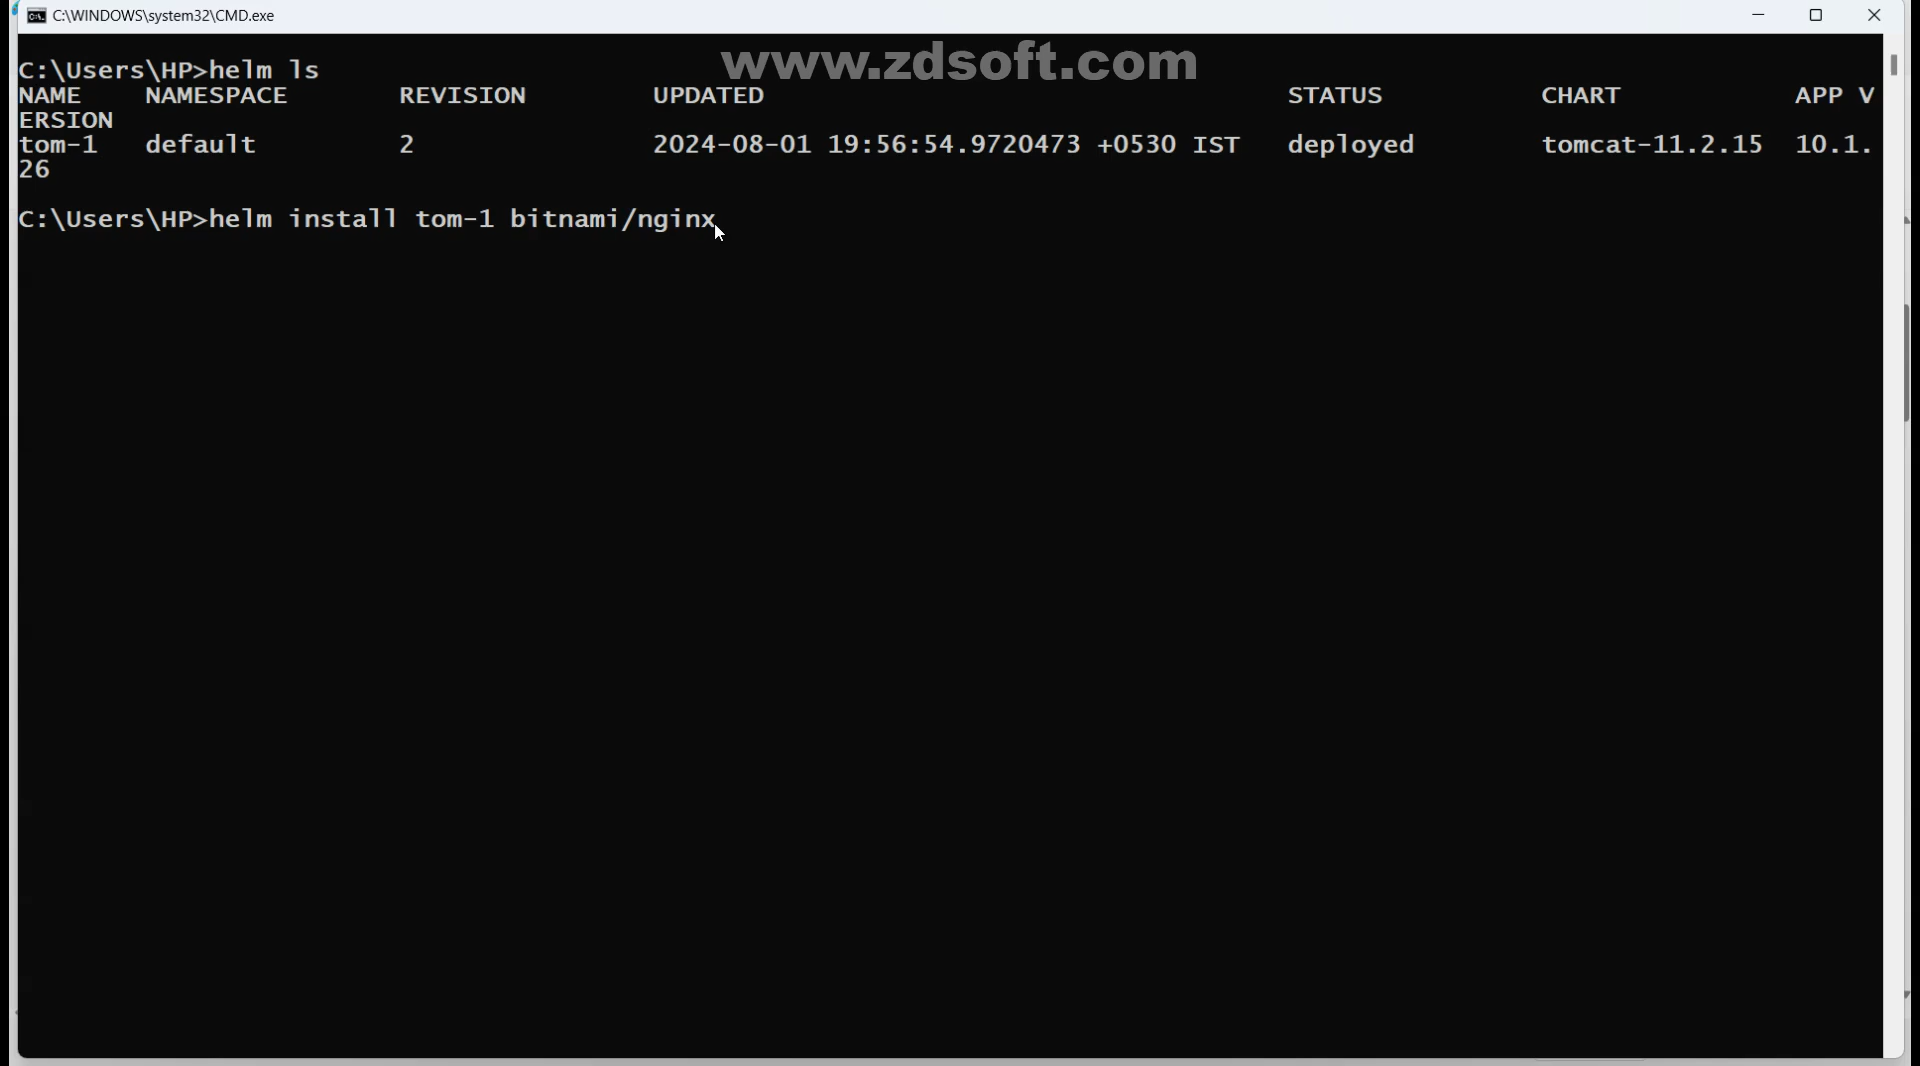 C:\WINDOWS\system32\CMD.exe
www.zdsoft.com
C:\Users\HP>helm ls
NAME    NAMESPACE       REVISION        UPDATED                                 STATUS          CHART           APP V
ERSION
tom-1   default         2               2024-08-01 19:56:54.9720473 +0530 IST   deployed        tomcat-11.2.15  10.1.
26
C:\Users\HP>helm install tom-1 bitnami/nginx